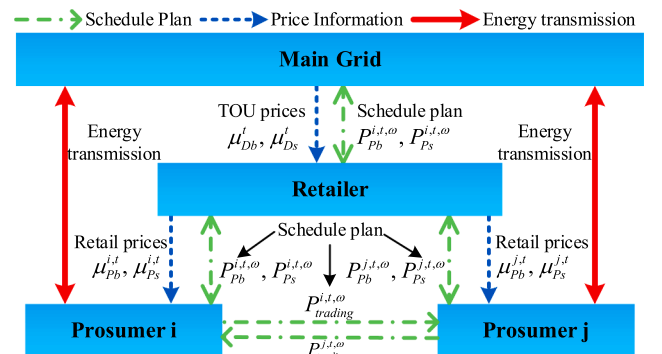 Schedule Plan Price Information Energy transmission
Main Grid
TOU prices
μ_{Db}^{t}, μ_{Ds}^{t}
Schedule plan
P_{Pb}^{i,t,ω}, P_{Ps}^{i,t,ω}
Energy
transmission
Energy
transmission
Retailer
Schedule plan
Retail prices
μ_{Pb}^{i,t}, μ_{Ps}^{i,t}
P_{Pb}^{i,t,ω}, P_{Ps}^{i,t,ω}
P_{Pb}^{j,t,ω}, P_{Ps}^{j,t,ω}
Retail prices
μ_{Pb}^{j,t}, μ_{Ps}^{j,t}
P_{trading}^{i,t,ω}
Prosumer i
Prosumer j
P^{j,t,ω}